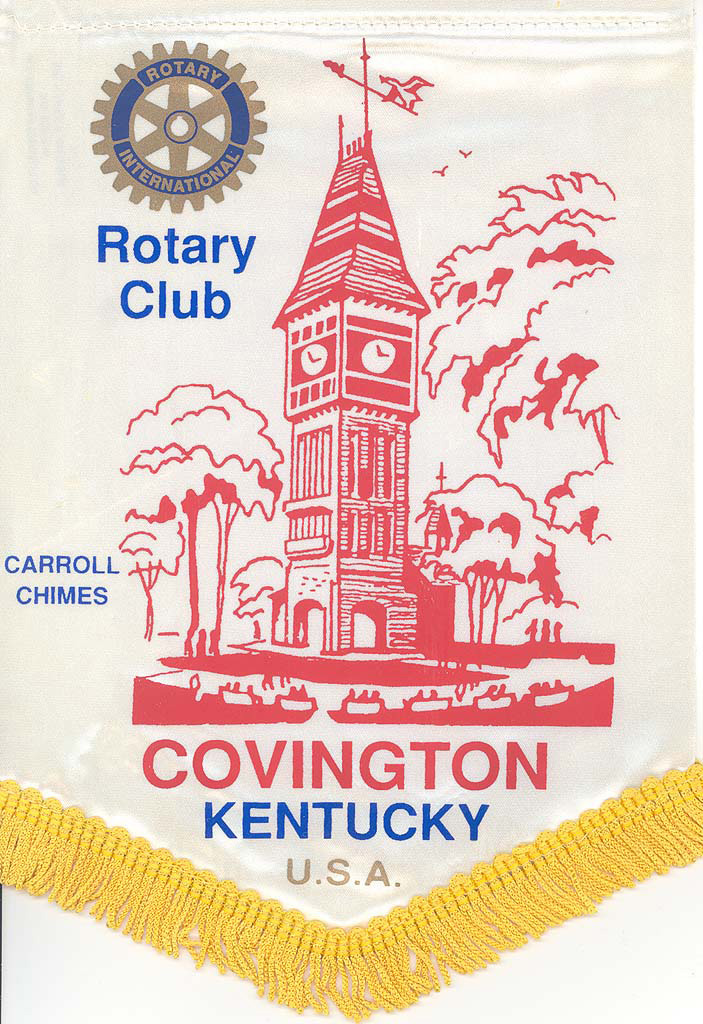 ROTARY
INTERNATIONAL
Rotary
Club
CARROLL
CHIMES
COVINGTON
KENTUCKY
U.S.A.